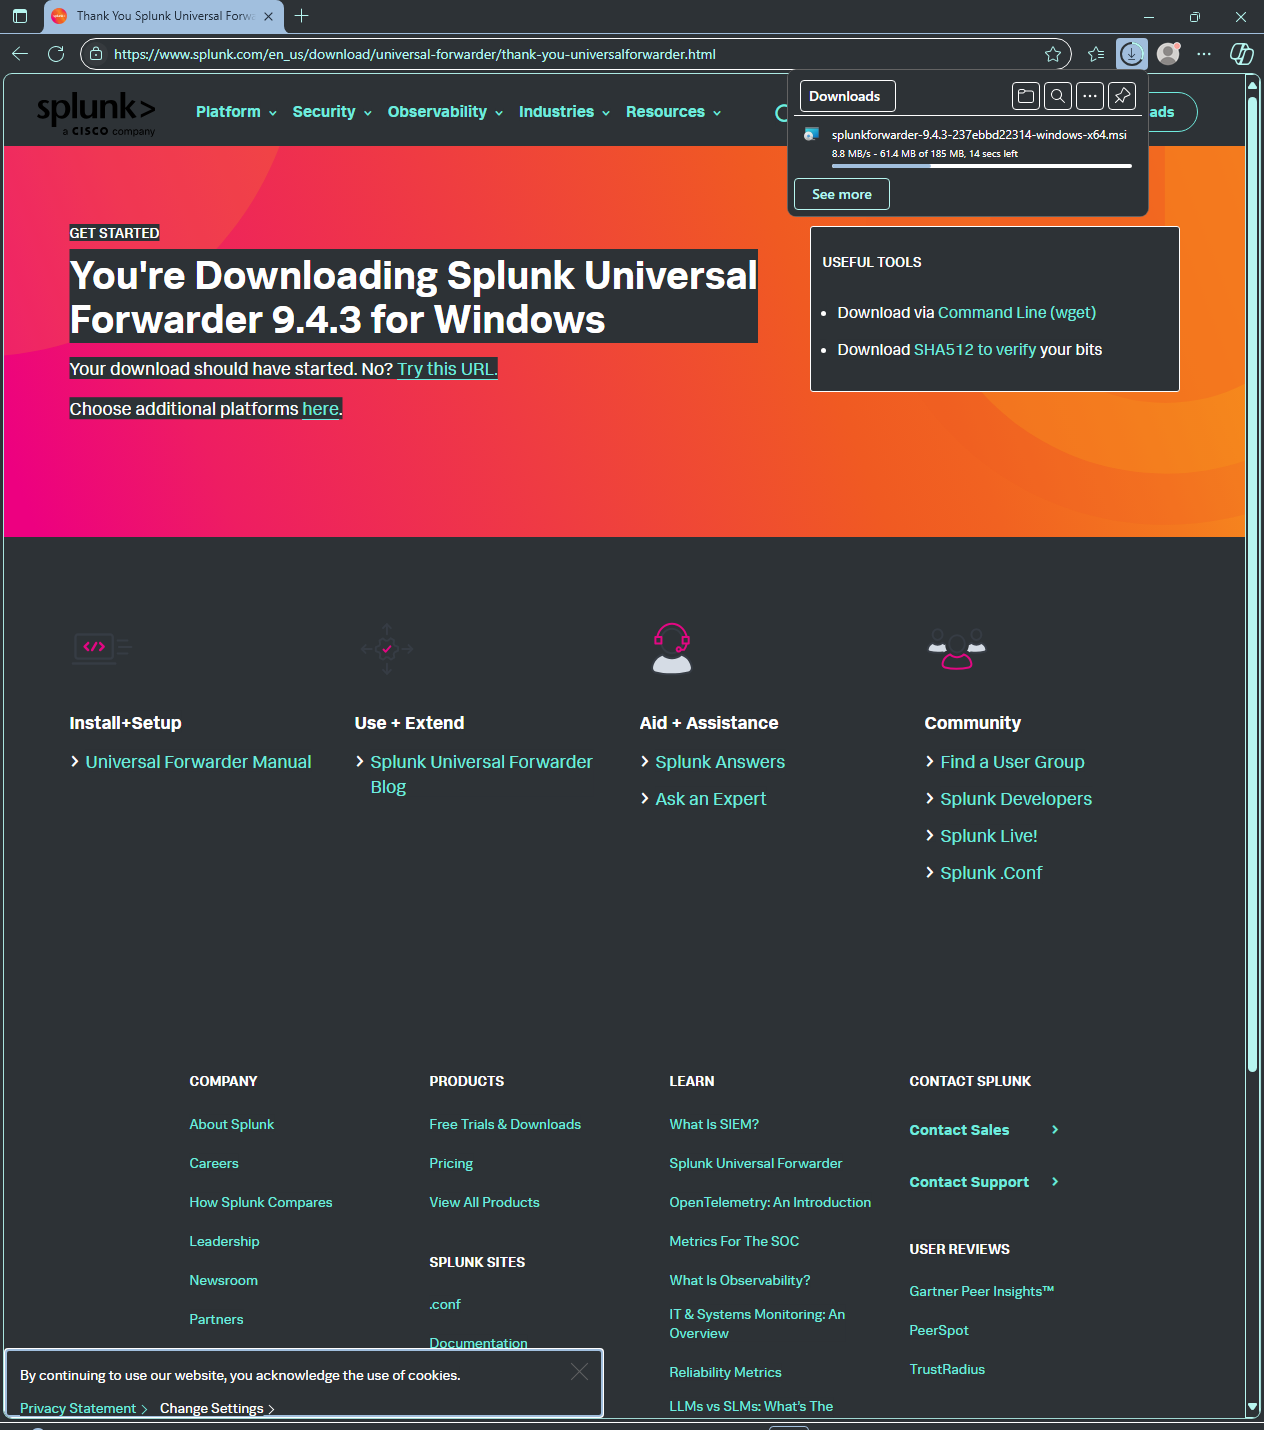 Thank You Splunk Universal Forw
https://www.splunk.com/en_us/download/universal-forwarder/thank-you-universalforwarder.html
splunk>
a CISCO company
Platform
Security
Observability
Industries
Resources
ads
Downloads
splunkforwarder-9.4.3-237ebbd22314-windows-x64.msi
8.8 MB/s - 61.4 MB of 185 MB, 14 secs left
See more
GET STARTED
You're Downloading Splunk Universal
Forwarder 9.4.3 for Windows
Your download should have started. No? Try this URL.
Choose additional platforms here.
USEFUL TOOLS
• Download via Command Line (wget)
• Download SHA512 to verify your bits
</>
Install+Setup
Universal Forwarder Manual
Use + Extend
Splunk Universal Forwarder
Blog
Aid + Assistance
Splunk Answers
Ask an Expert
Community
Find a User Group
Splunk Developers
Splunk Live!
Splunk .Conf
COMPANY
About Splunk
Careers
How Splunk Compares
Leadership
Newsroom
Partners
PRODUCTS
Free Trials & Downloads
Pricing
View All Products
SPLUNK SITES
.conf
Documentation
LEARN
What Is SIEM?
Splunk Universal Forwarder
OpenTelemetry: An Introduction
Metrics For The SOC
What Is Observability?
IT & Systems Monitoring: An
Overview
Reliability Metrics
LLMs vs SLMs: What's The
CONTACT SPLUNK
Contact Sales
Contact Support
USER REVIEWS
Gartner Peer Insights™
PeerSpot
TrustRadius
By continuing to use our website, you acknowledge the use of cookies.
Privacy Statement
Change Settings